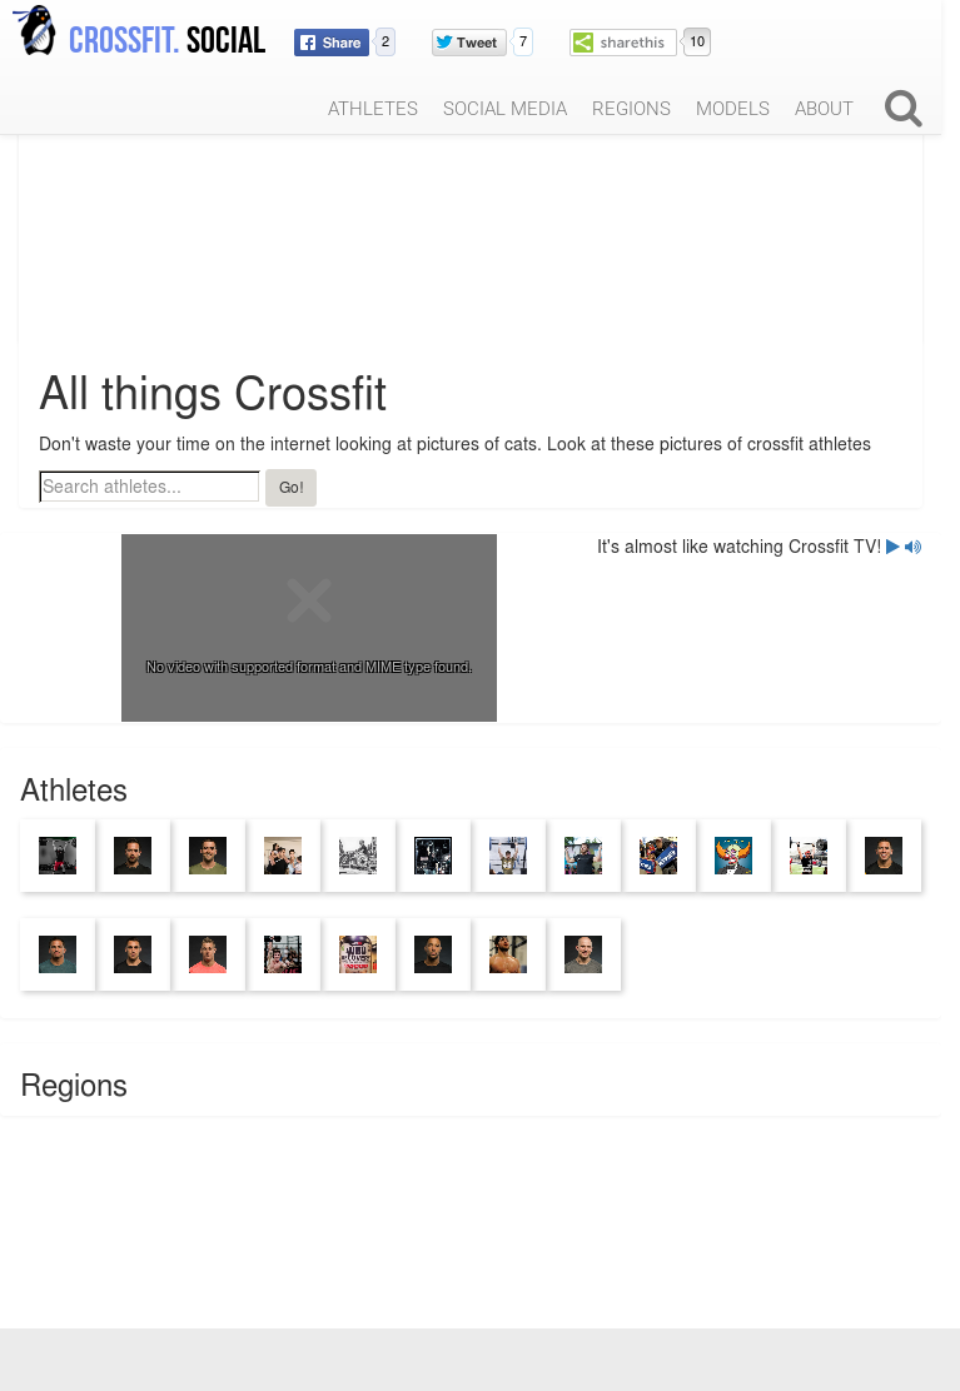 CROSSFIT. SOCIAL
Share 2
Tweet 7
sharethis 10
ATHLETES SOCIAL MEDIA REGIONS MODELS ABOUT
All things Crossfit
Don't waste your time on the internet looking at pictures of cats. Look at these pictures of crossfit athletes
Search athletes... Go!
It's almost like watching Crossfit TV!
No video with supported format and MIME type found.
Athletes
Regions